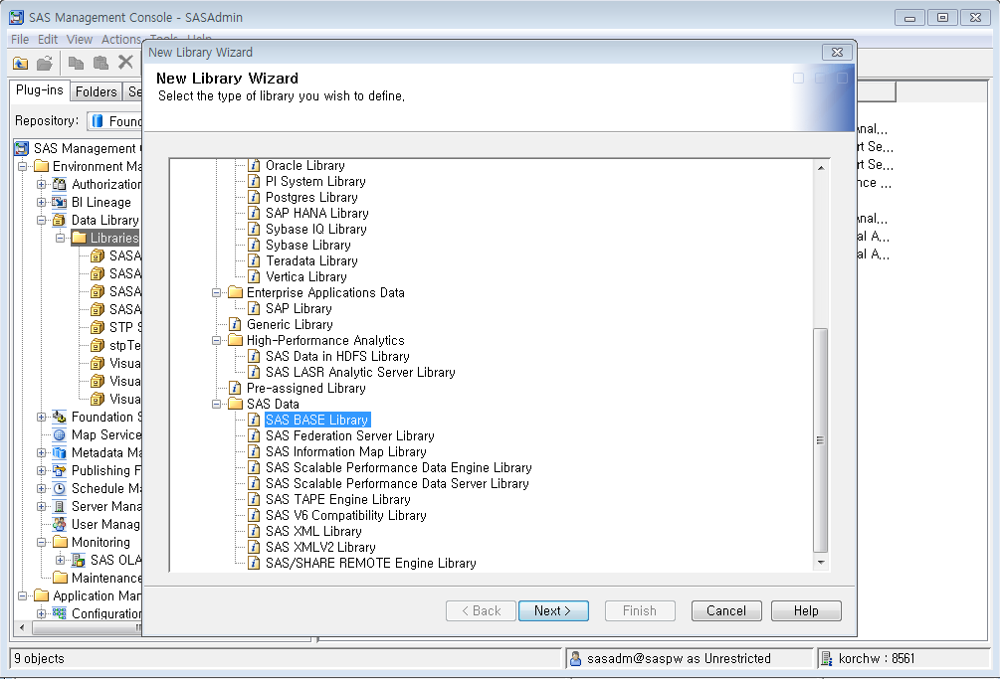 SAS Management Console - SASAdmin
File Edit View Actions Tools Help
New Library Wizard
New Library Wizard
Select the type of library you wish to define.
Plug-ins Folders
Repository: Found
SAS Management
Environment Ma
Authorization
BI Lineage
Data Library
Libraries
SASA
SASA
SASA
SASA
STP S
stpTe
Visua
Visua
Visua
Foundation S
Map Service
Metadata Ma
Publishing F
Schedule Ma
Server Mana
User Manag
Monitoring
SAS OLA
Maintenance
Application Man
Configuration
Oracle Library
PI System Library
Postgres Library
SAP HANA Library
Sybase IQ Library
Sybase Library
Teradata Library
Vertica Library
Enterprise Applications Data
SAP Library
Generic Library
High-Performance Analytics
SAS Data in HDFS Library
SAS LASR Analytic Server Library
Pre-assigned Library
SAS Data
SAS BASE Library
SAS Federation Server Library
SAS Information Map Library
SAS Scalable Performance Data Engine Library
SAS Scalable Performance Data Server Library
SAS TAPE Engine Library
SAS V6 Compatibility Library
SAS XML Library
SAS XMLV2 Library
SAS/SHARE REMOTE Engine Library
Anal...
rt Se...
rt Se...
nce ...
Anal...
al A...
al A...
< Back Next > Finish Cancel Help
9 objects
sasadm@saspw as Unrestricted
korchw : 8561